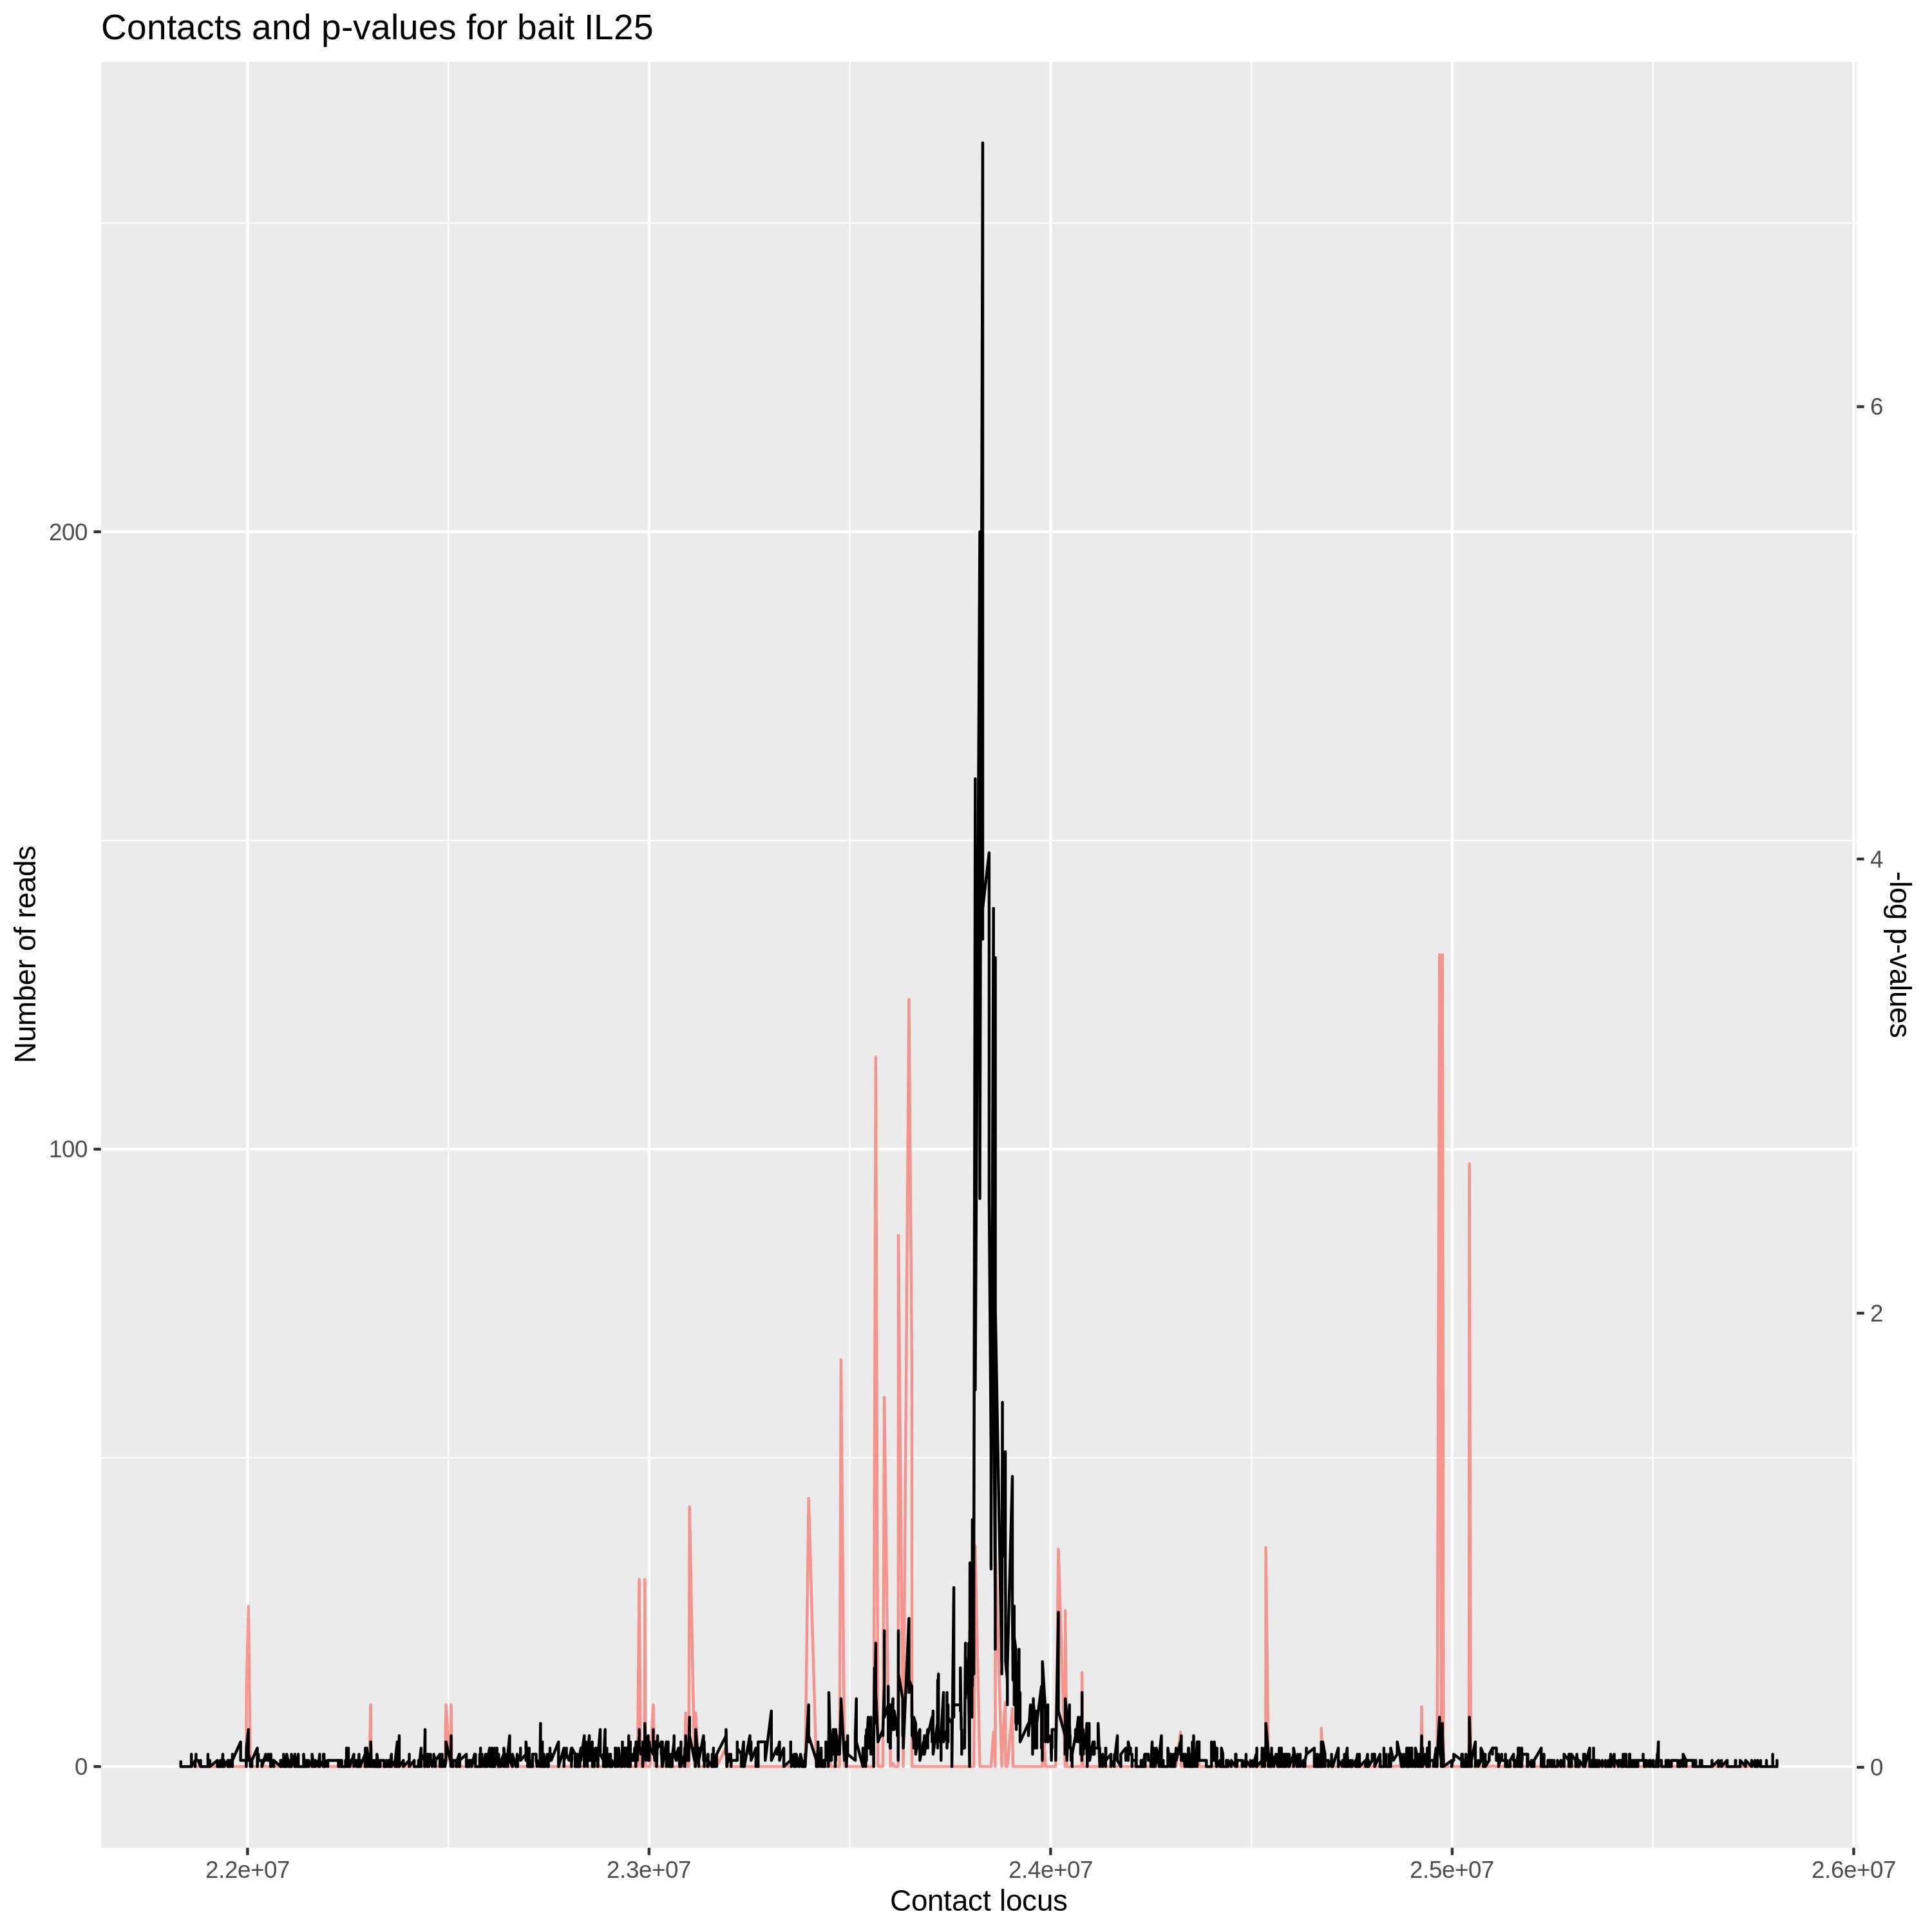 Contacts and p-values for bait IL25
Number of reads
200
100
0
6
4
2
0
-log p-values
2.2e+07
2.3e+07
2.4e+07
2.5e+07
2.6e+07
Contact locus